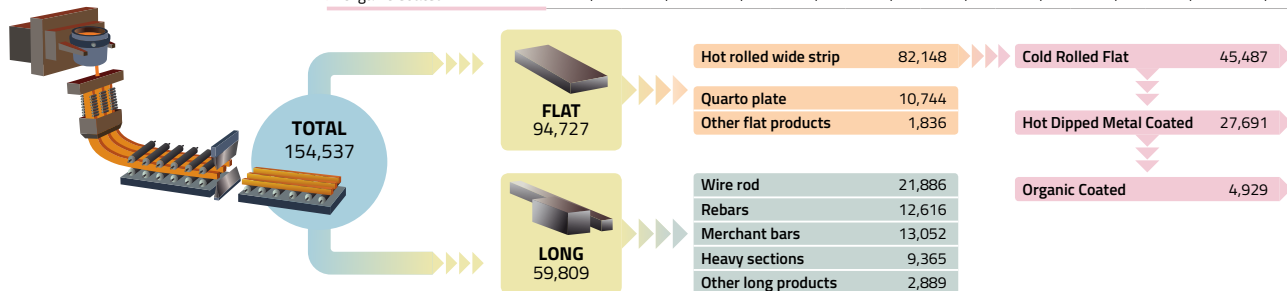 TOTAL
154,537
FLAT
94,727
Hot rolled wide strip 82,148
Quarto plate 10,744
Other flat products 1,836
Cold Rolled Flat 45,487
Hot Dipped Metal Coated 27,691
Organic Coated 4,929
LONG
59,809
Wire rod 21,886
Rebars 12,616
Merchant bars 13,052
Heavy sections 9,365
Other long products 2,889